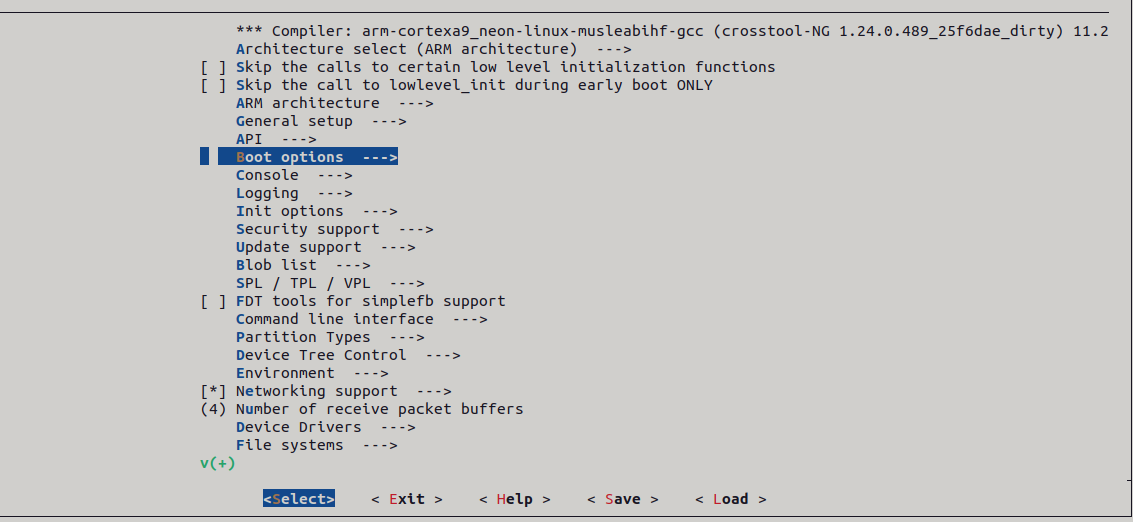 *** Compiler: arm-cortexa9_neon-linux-musleabihf-gcc (crosstool-NG 1.24.0.489_25f6dae_dirty) 11.2
Architecture select (ARM architecture)  --->
[ ] Skip the calls to certain low level initialization functions
[ ] Skip the call to lowlevel_init during early boot ONLY
ARM architecture  --->
General setup  --->
API  --->
Boot options  --->
Console  --->
Logging  --->
Init options  --->
Security support  --->
Update support  --->
Blob list  --->
SPL / TPL / VPL  --->
[ ] FDT tools for simplefb support
Command line interface  --->
Partition Types  --->
Device Tree Control  --->
Environment  --->
[*] Networking support  --->
(4) Number of receive packet buffers
Device Drivers  --->
File systems  --->
v(+)
<Select>    < Exit >    < Help >    < Save >    < Load >